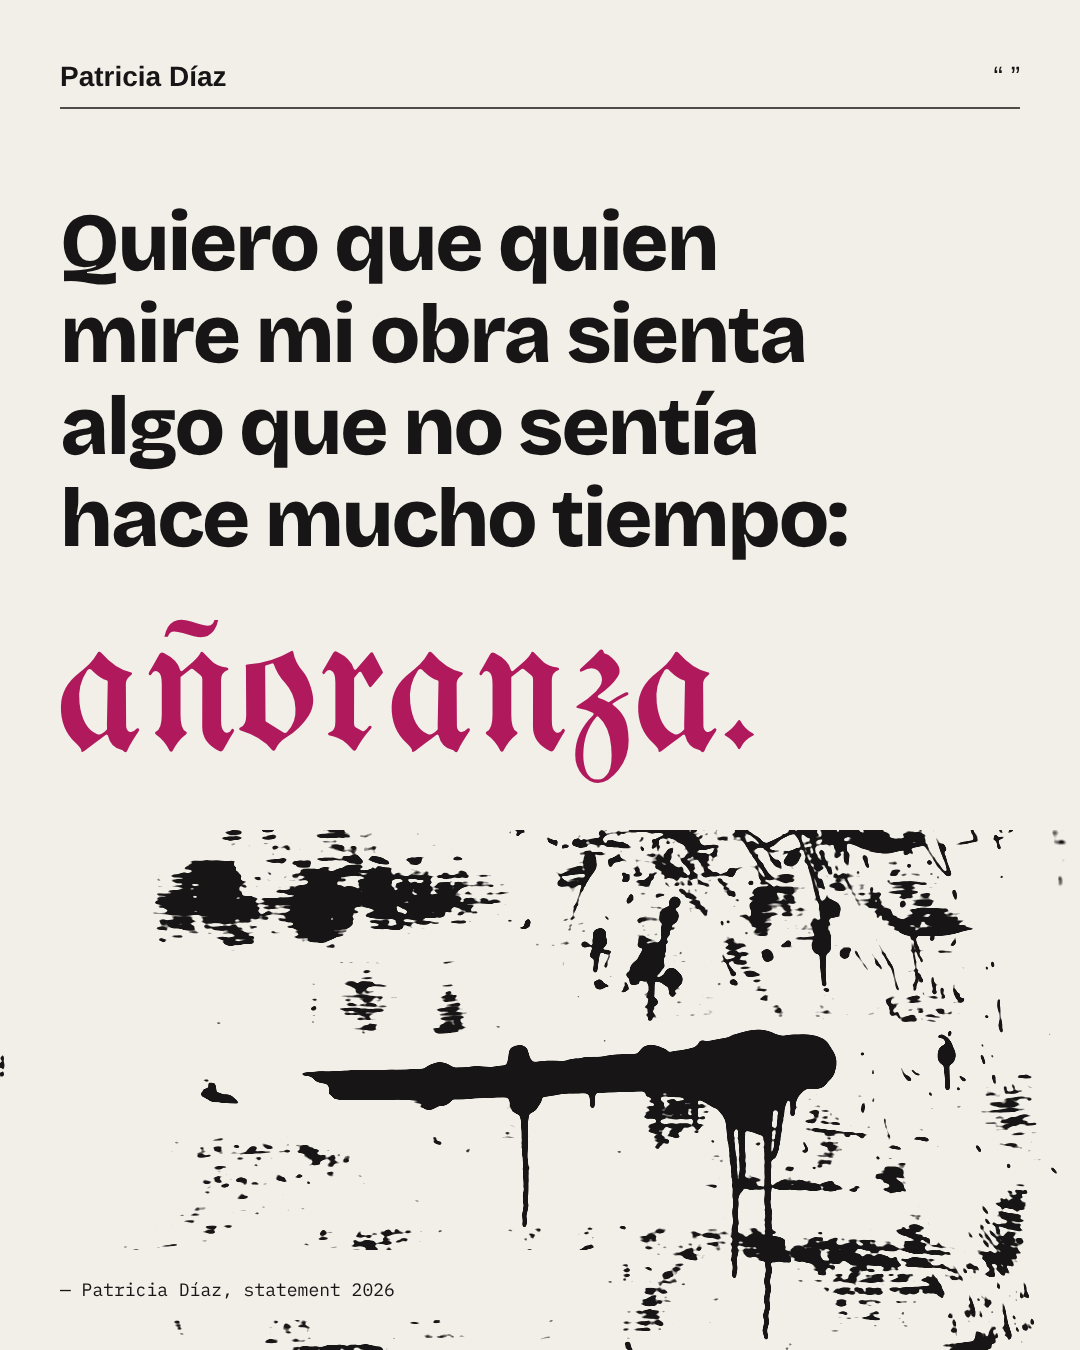 Patricia Díaz
“ ”
Quiero que quien
mire mi obra sienta
algo que no sentía
hace mucho tiempo:
añoranza.
— Patricia Díaz, statement 2026